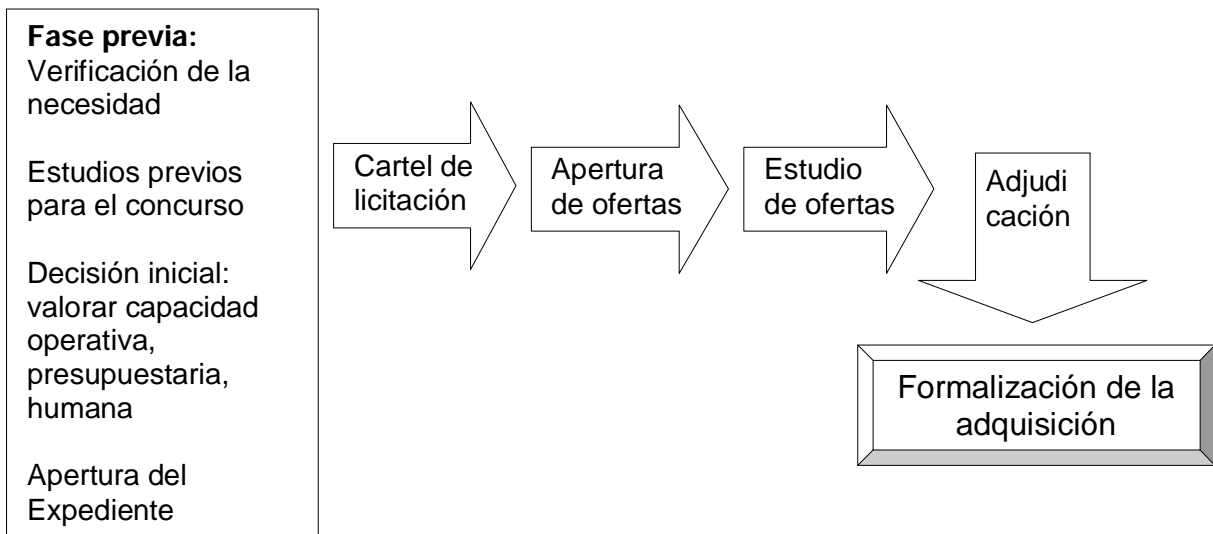 Fase previa:
Verificación de la
necesidad
Estudios previos
para el concurso
Decisión inicial:
valorar capacidad
operativa,
presupuestaria,
humana
Apertura del
Expediente
Cartel de
licitación
Apertura
de ofertas
Estudio
de ofertas
Adjudi
cación
Formalización de la
adquisición